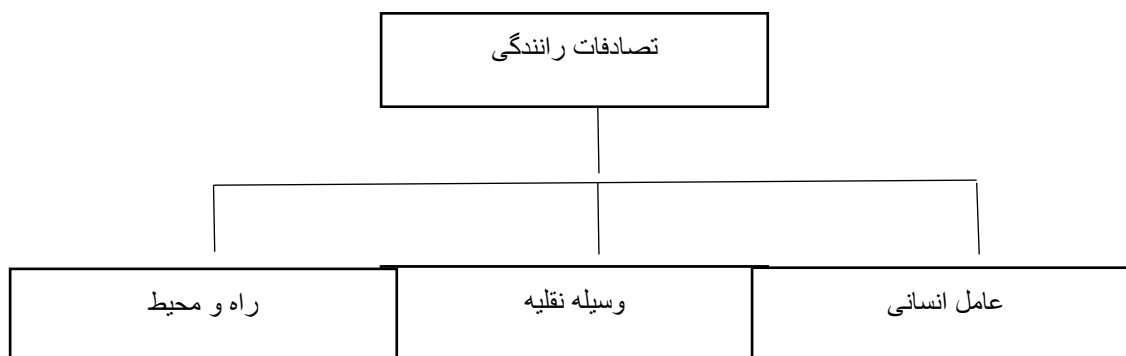 تصادفات رانندگی
عامل انسانی
وسیله نقلیه
راه و محیط